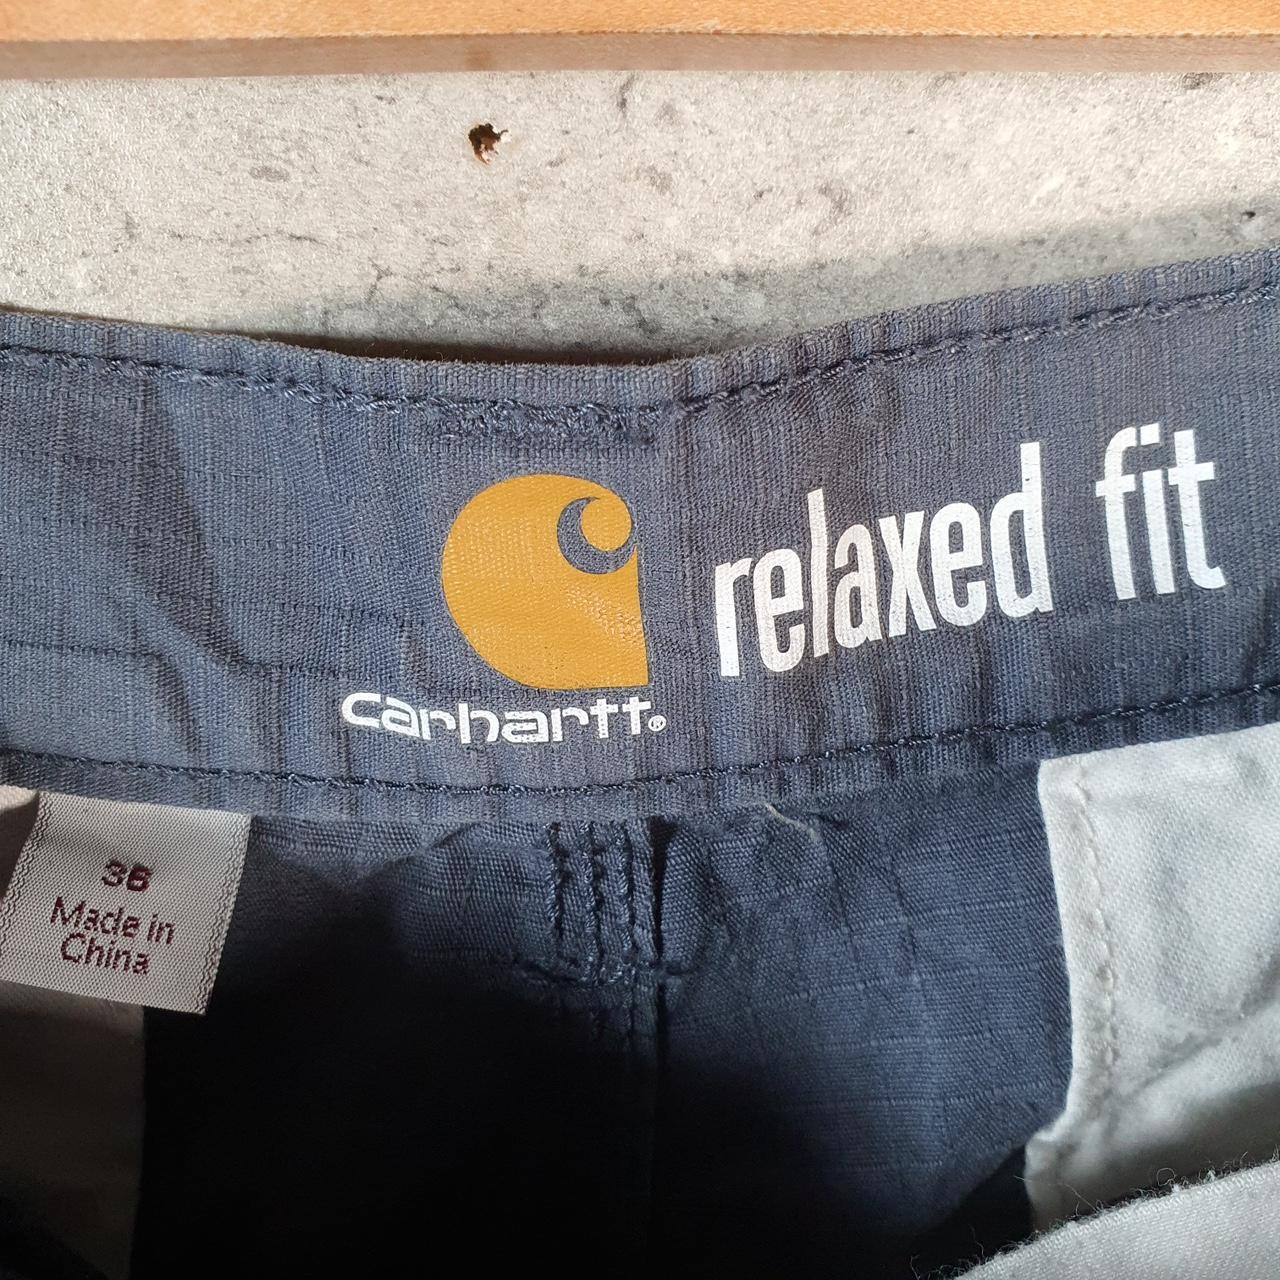 relaxed fit
carhartt®
36
Made in
China